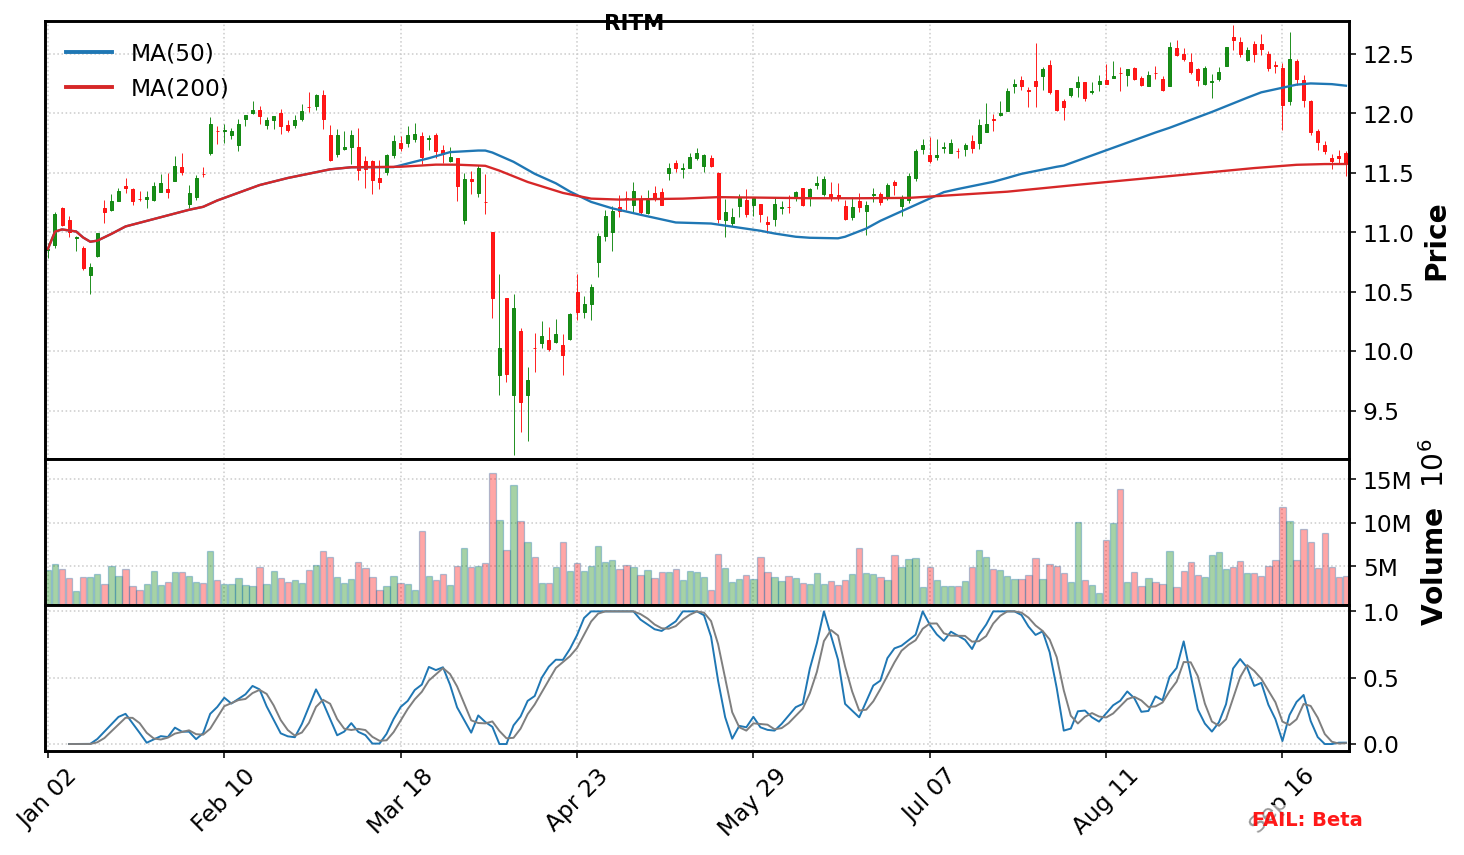 RITM
MA(50)
MA(200)
12.5
12.0
11.5
11.0
10.5
10.0
9.5
Price
15M
10M
5M
Volume 10^6
1.0
0.5
0.0
Jan 02
Feb 10
Mar 18
Apr 23
May 29
Jul 07
Aug 11
Sep 16
FAIL: Beta